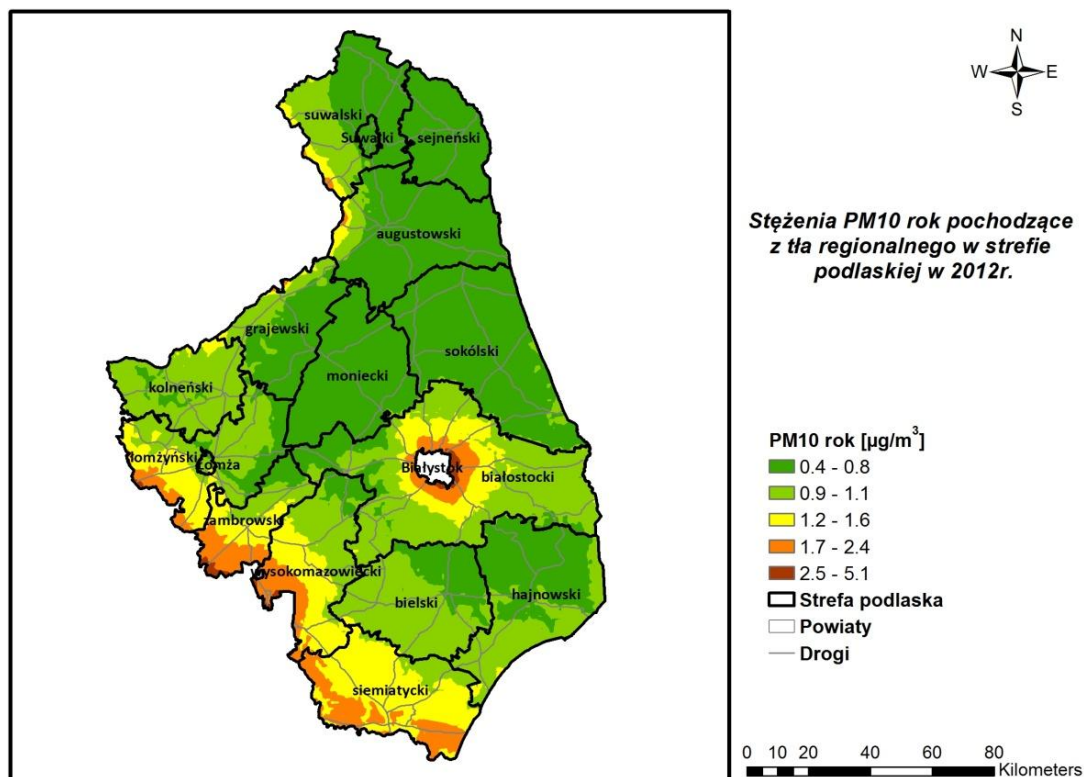 N
W E
S
suwalski
Suwałki
sejneński
augustowski
Stężenia PM10 rok pochodzące
z tła regionalnego w strefie
podlaskiej w 2012r.
grajewski
sokólski
moniecki
kolneński
łomżyński
Łomża
Białystok
białostocki
zambrowski
wysokomazowiecki
bielski
hajnowski
siemiatycki
PM10 rok [µg/m³]
0.4 - 0.8
0.9 - 1.1
1.2 - 1.6
1.7 - 2.4
2.5 - 5.1
Strefa podlaska
Powiaty
Drogi
0 10 20 40 60 80
Kilometers